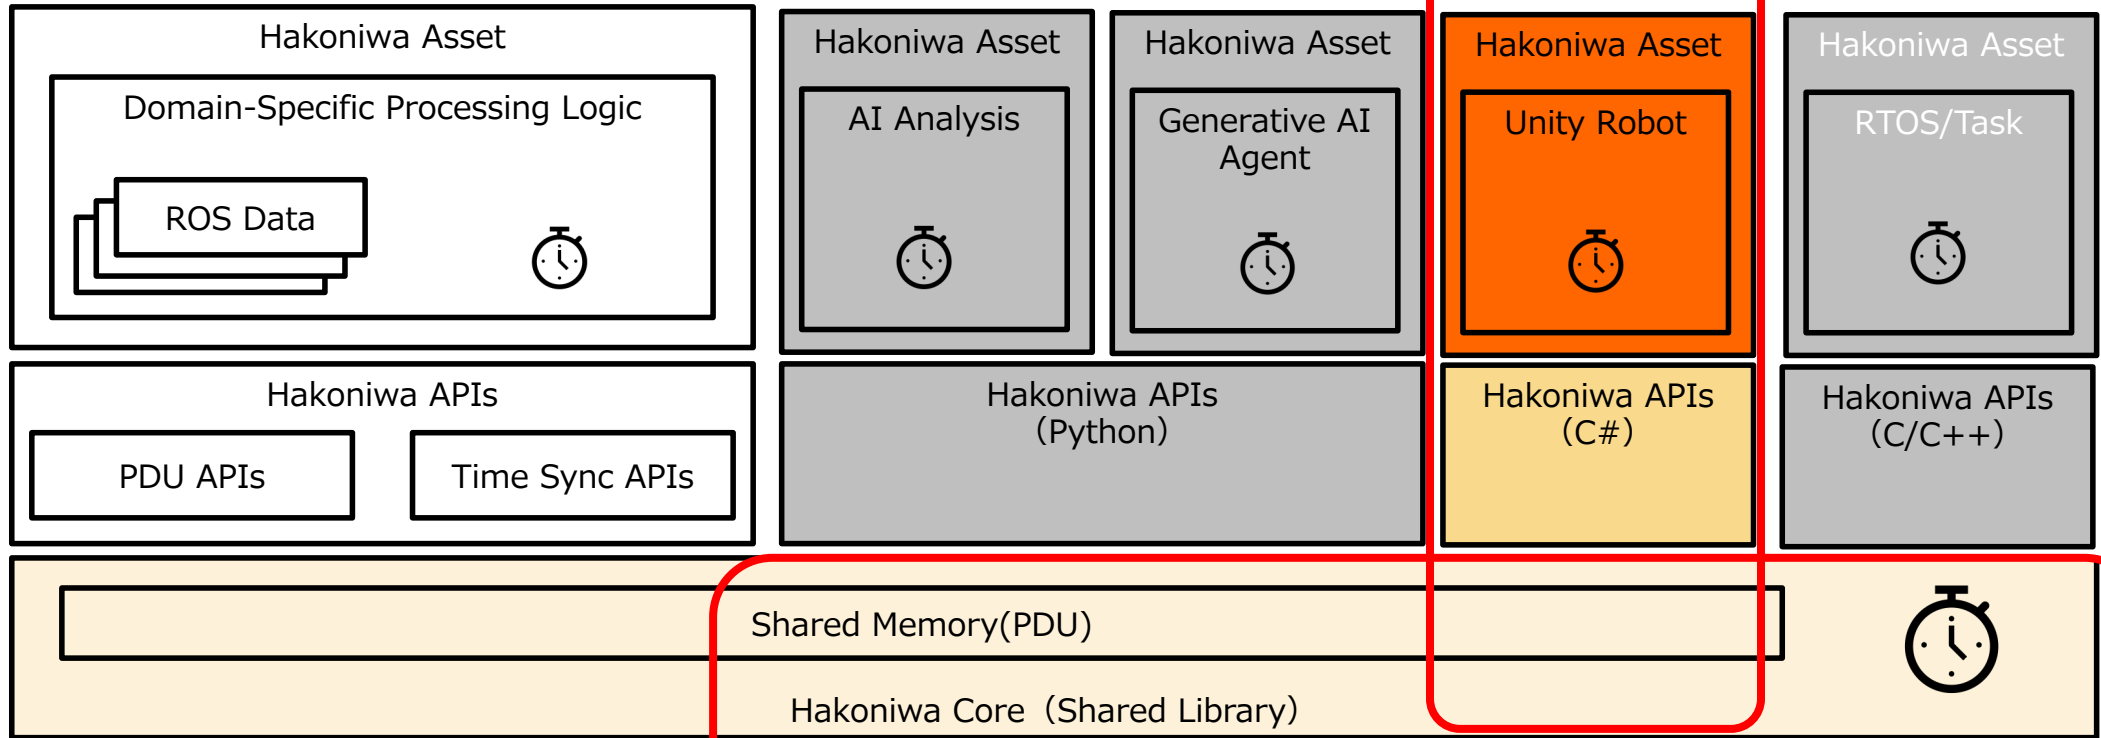 Hakoniwa Asset
Domain-Specific Processing Logic
ROS Data
Hakoniwa Asset
AI Analysis
Hakoniwa Asset
Generative AI
Agent
Hakoniwa Asset
Unity Robot
Hakoniwa Asset
RTOS/Task
Hakoniwa APIs
PDU APIs
Time Sync APIs
Hakoniwa APIs
（Python）
Hakoniwa APIs
（C#）
Hakoniwa APIs
（C/C++）
Shared Memory(PDU)
Hakoniwa Core（Shared Library）